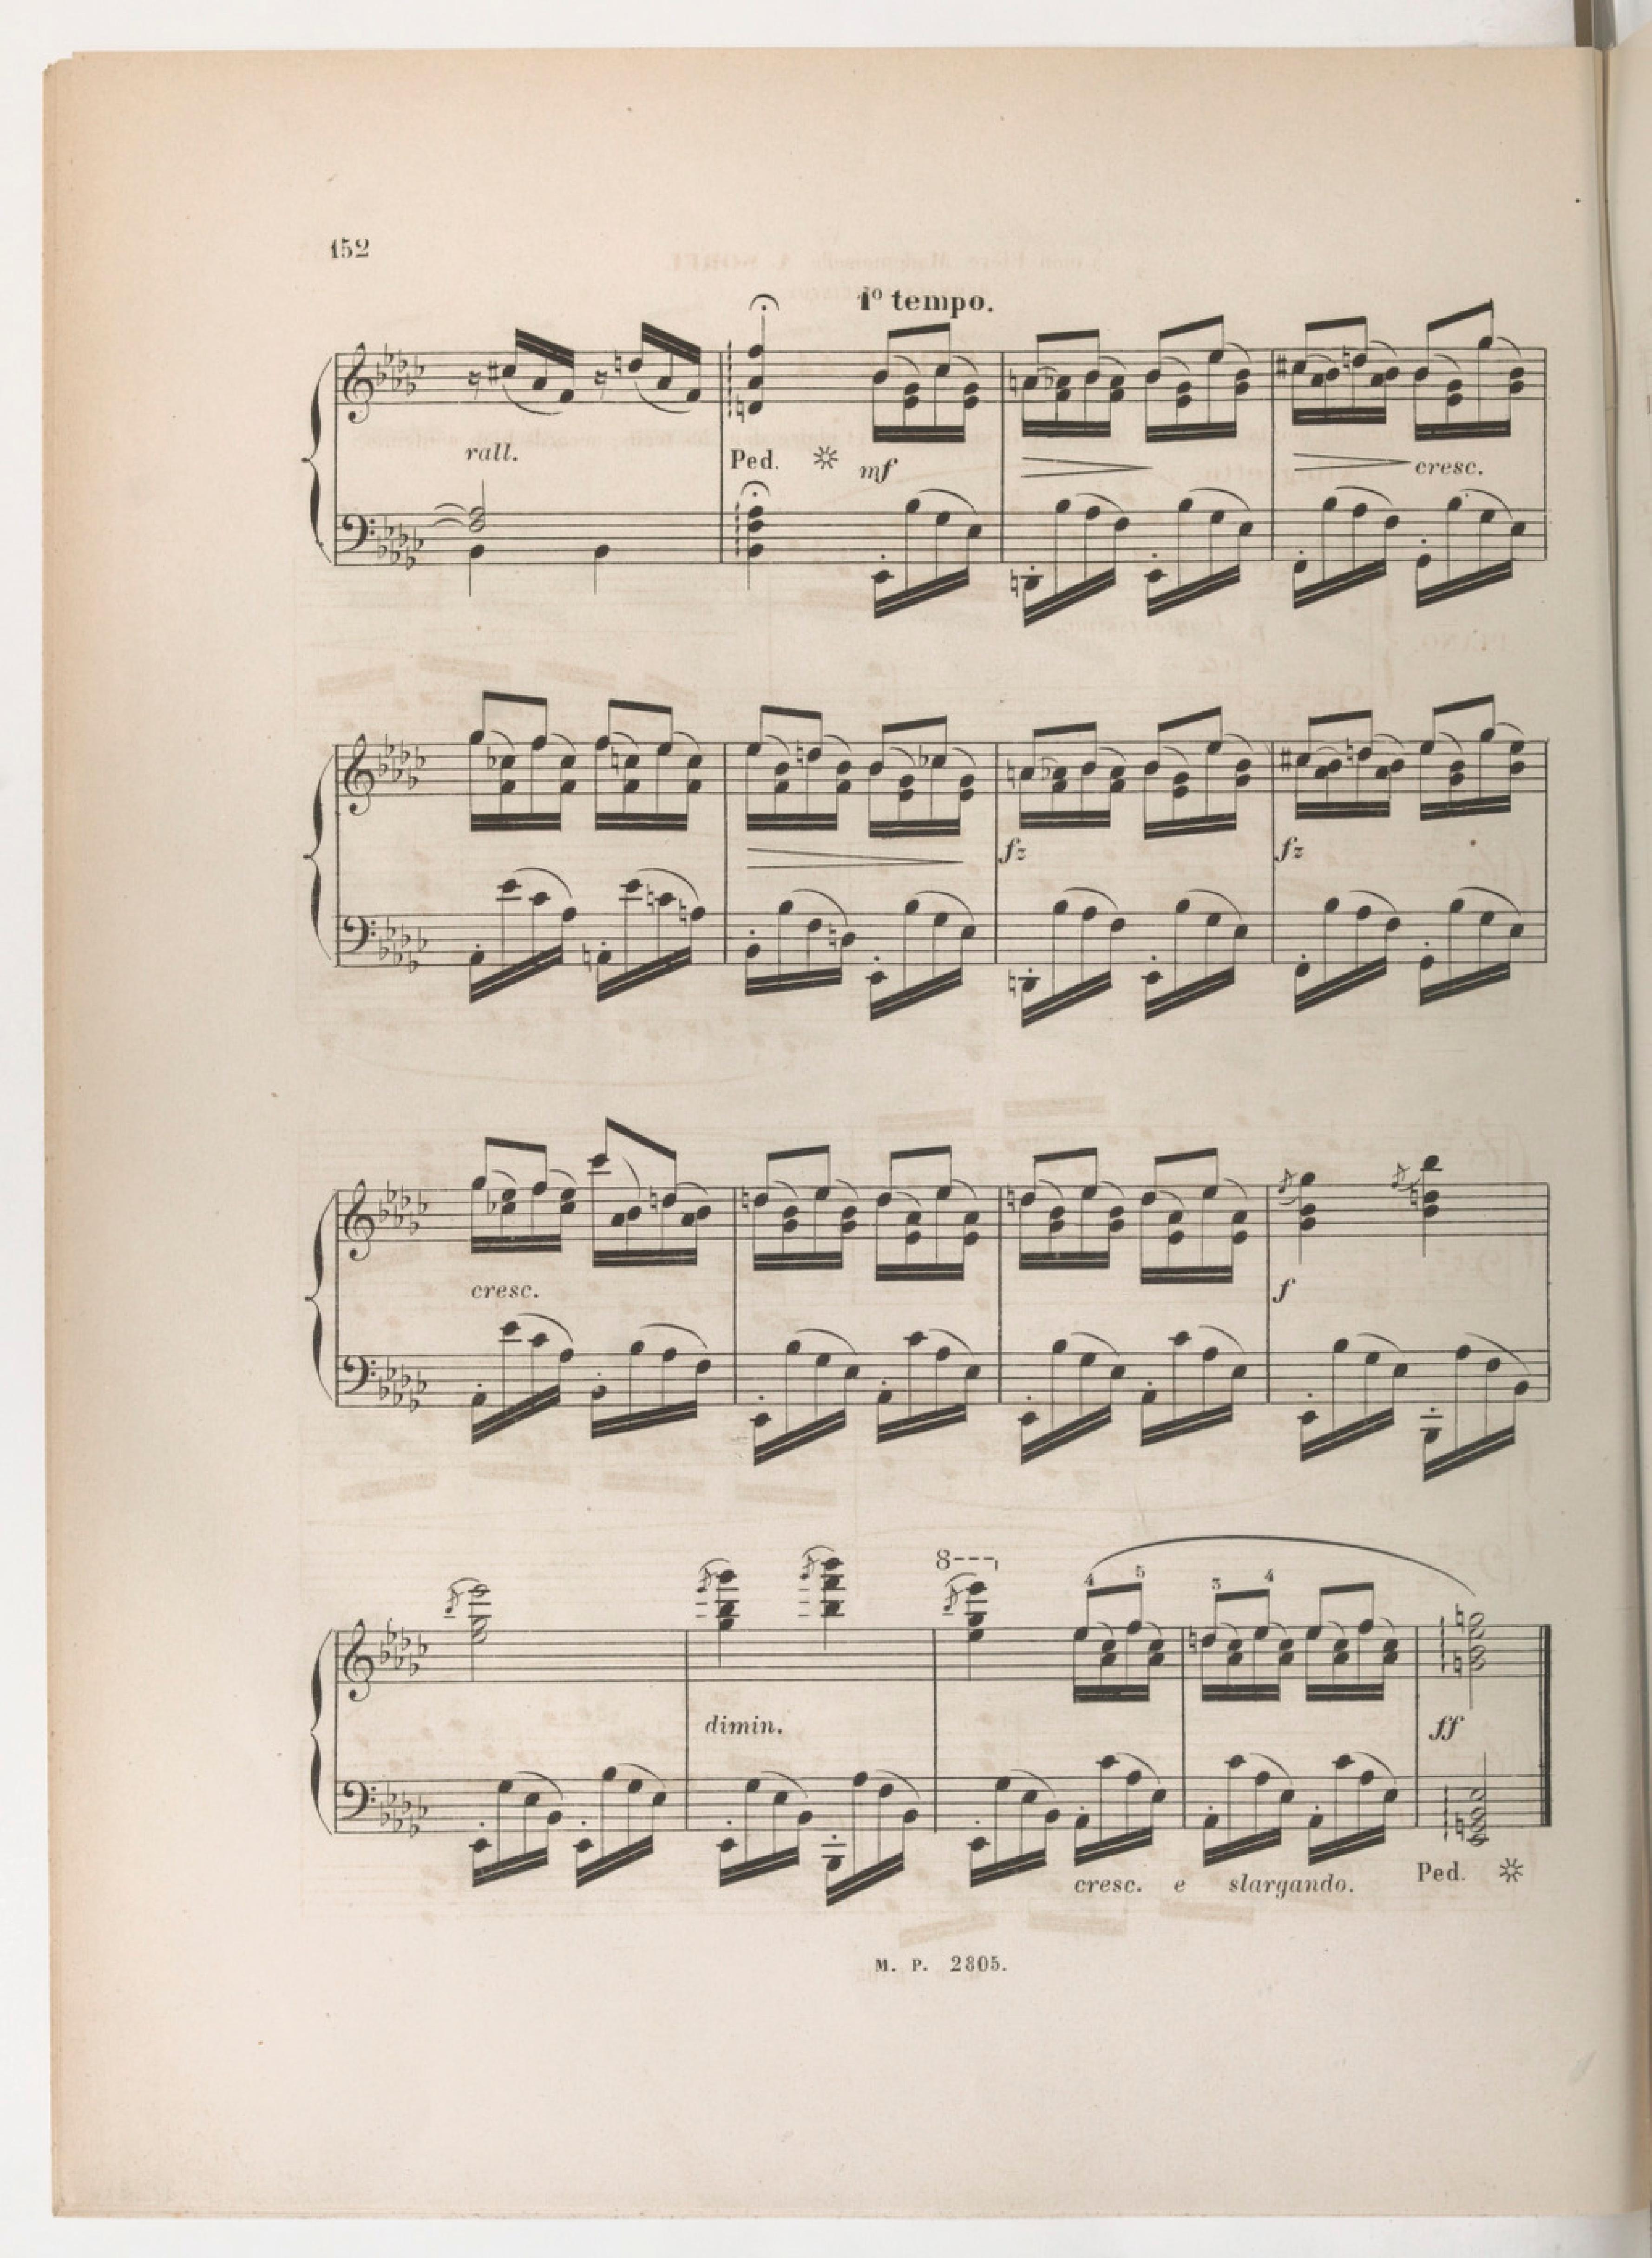 152
1º tempo.
rall.
Ped.
mf
cresc.
fz
fz
cresc.
f
8
4 5 3 4
dimin.
ff
cresc. e slargando.
Ped.
M. P. 2805.